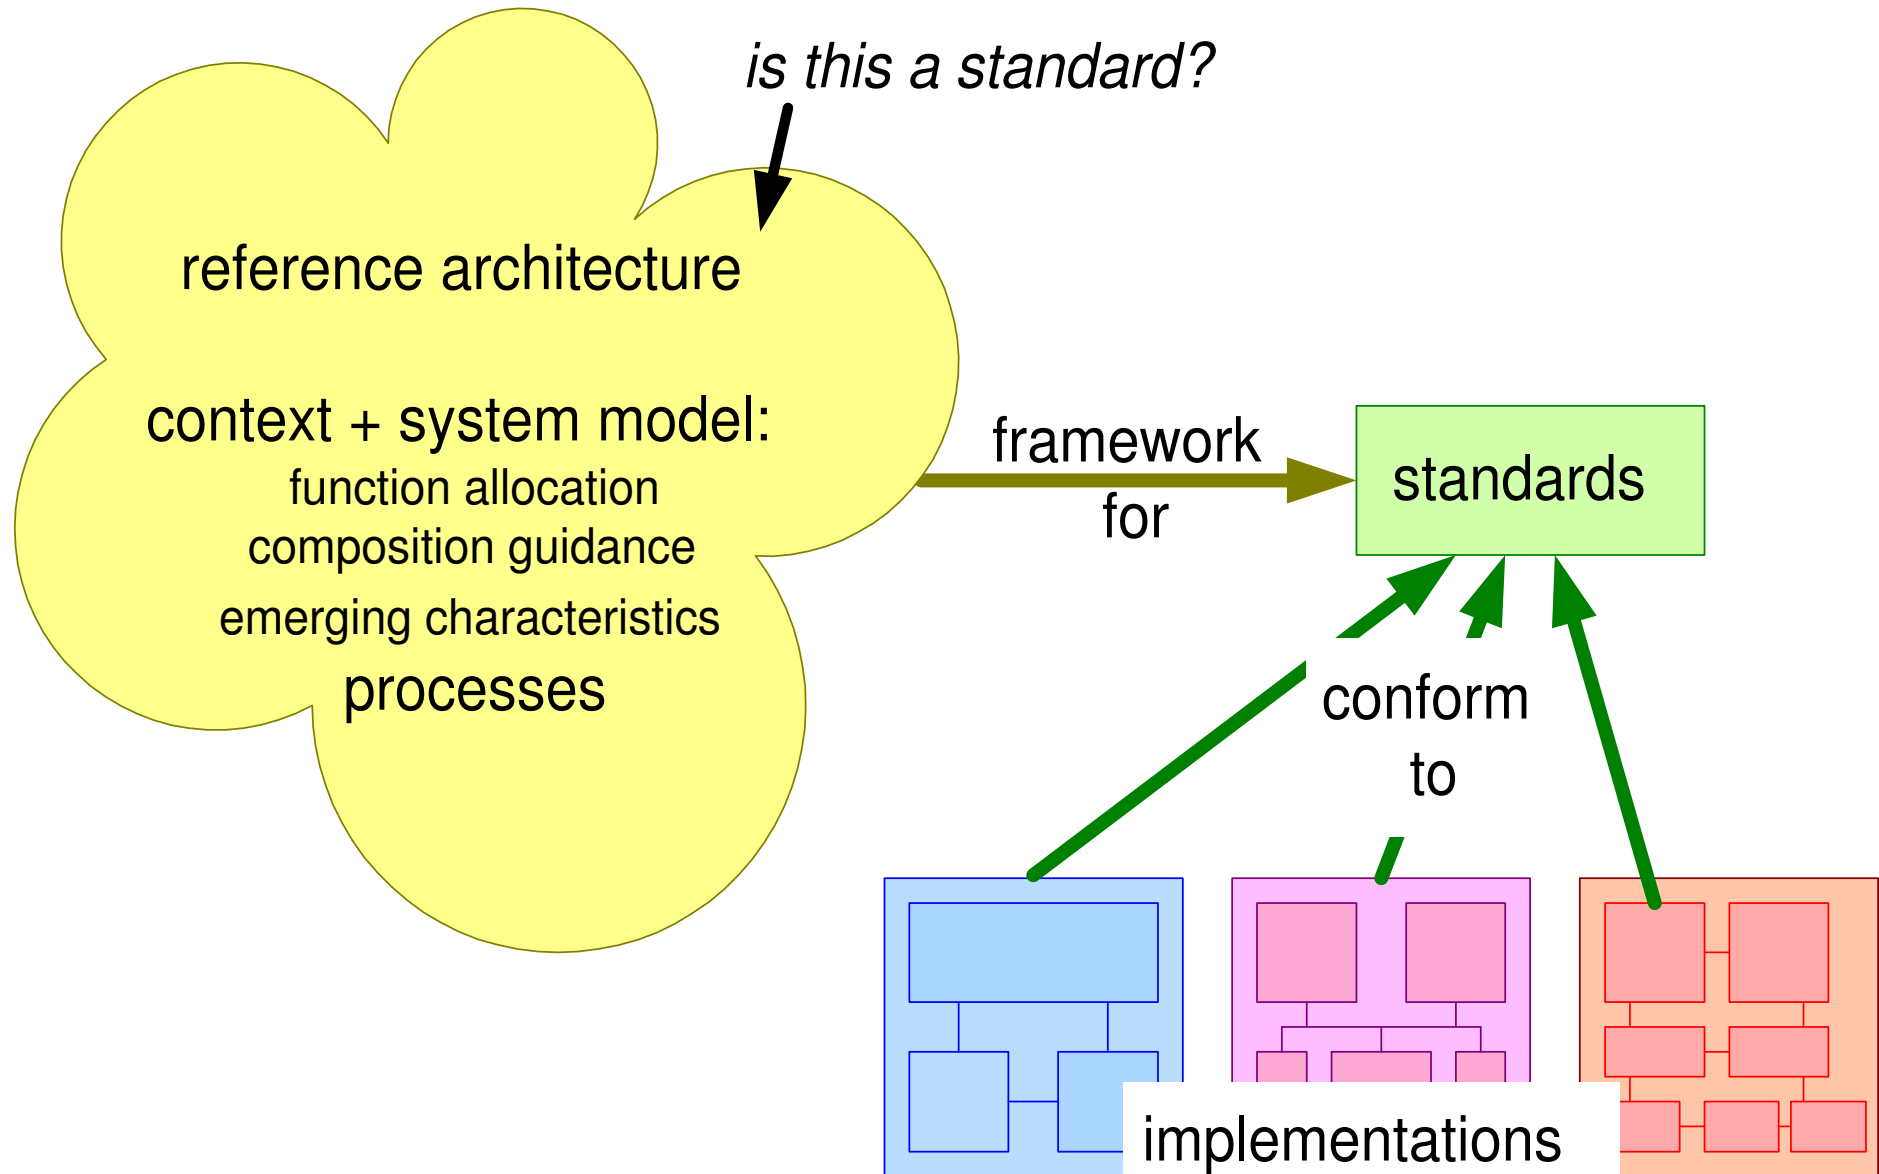 is this a standard?
reference architecture
context + system model:
function allocation
composition guidance
emerging characteristics
processes
framework
for
standards
conform
to
implementations